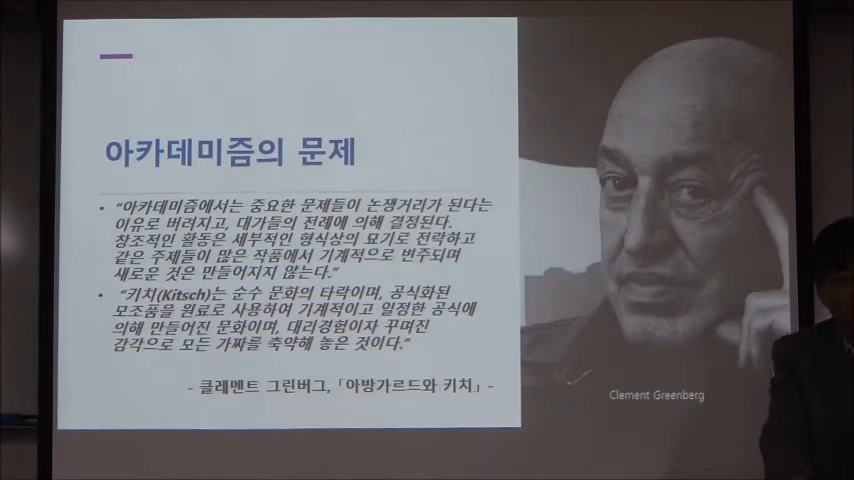 아카데미즘의 문제
• "아카데미즘에서는 중요한 문제들이 논쟁거리가 된다는
이유로 버려지고, 대가들의 전례에 의해 결정된다.
창조적인 활동은 세부적인 형식상의 묘기로 전락하고
같은 주제들이 많은 작품에서 기계적으로 변주되며
새로운 것은 만들어지지 않는다."
• "키치(Kitsch)는 순수 문화의 타락이며, 공식화된
모조품을 원료로 사용하여 기계적이고 일정한 공식에
의해 만들어진 문화이며, 대리경험이자 꾸며진
감각으로 모든 가짜를 축약해 놓은 것이다."
- 클레멘트 그린버그, 「아방가르드와 키치」-
Clement Greenberg